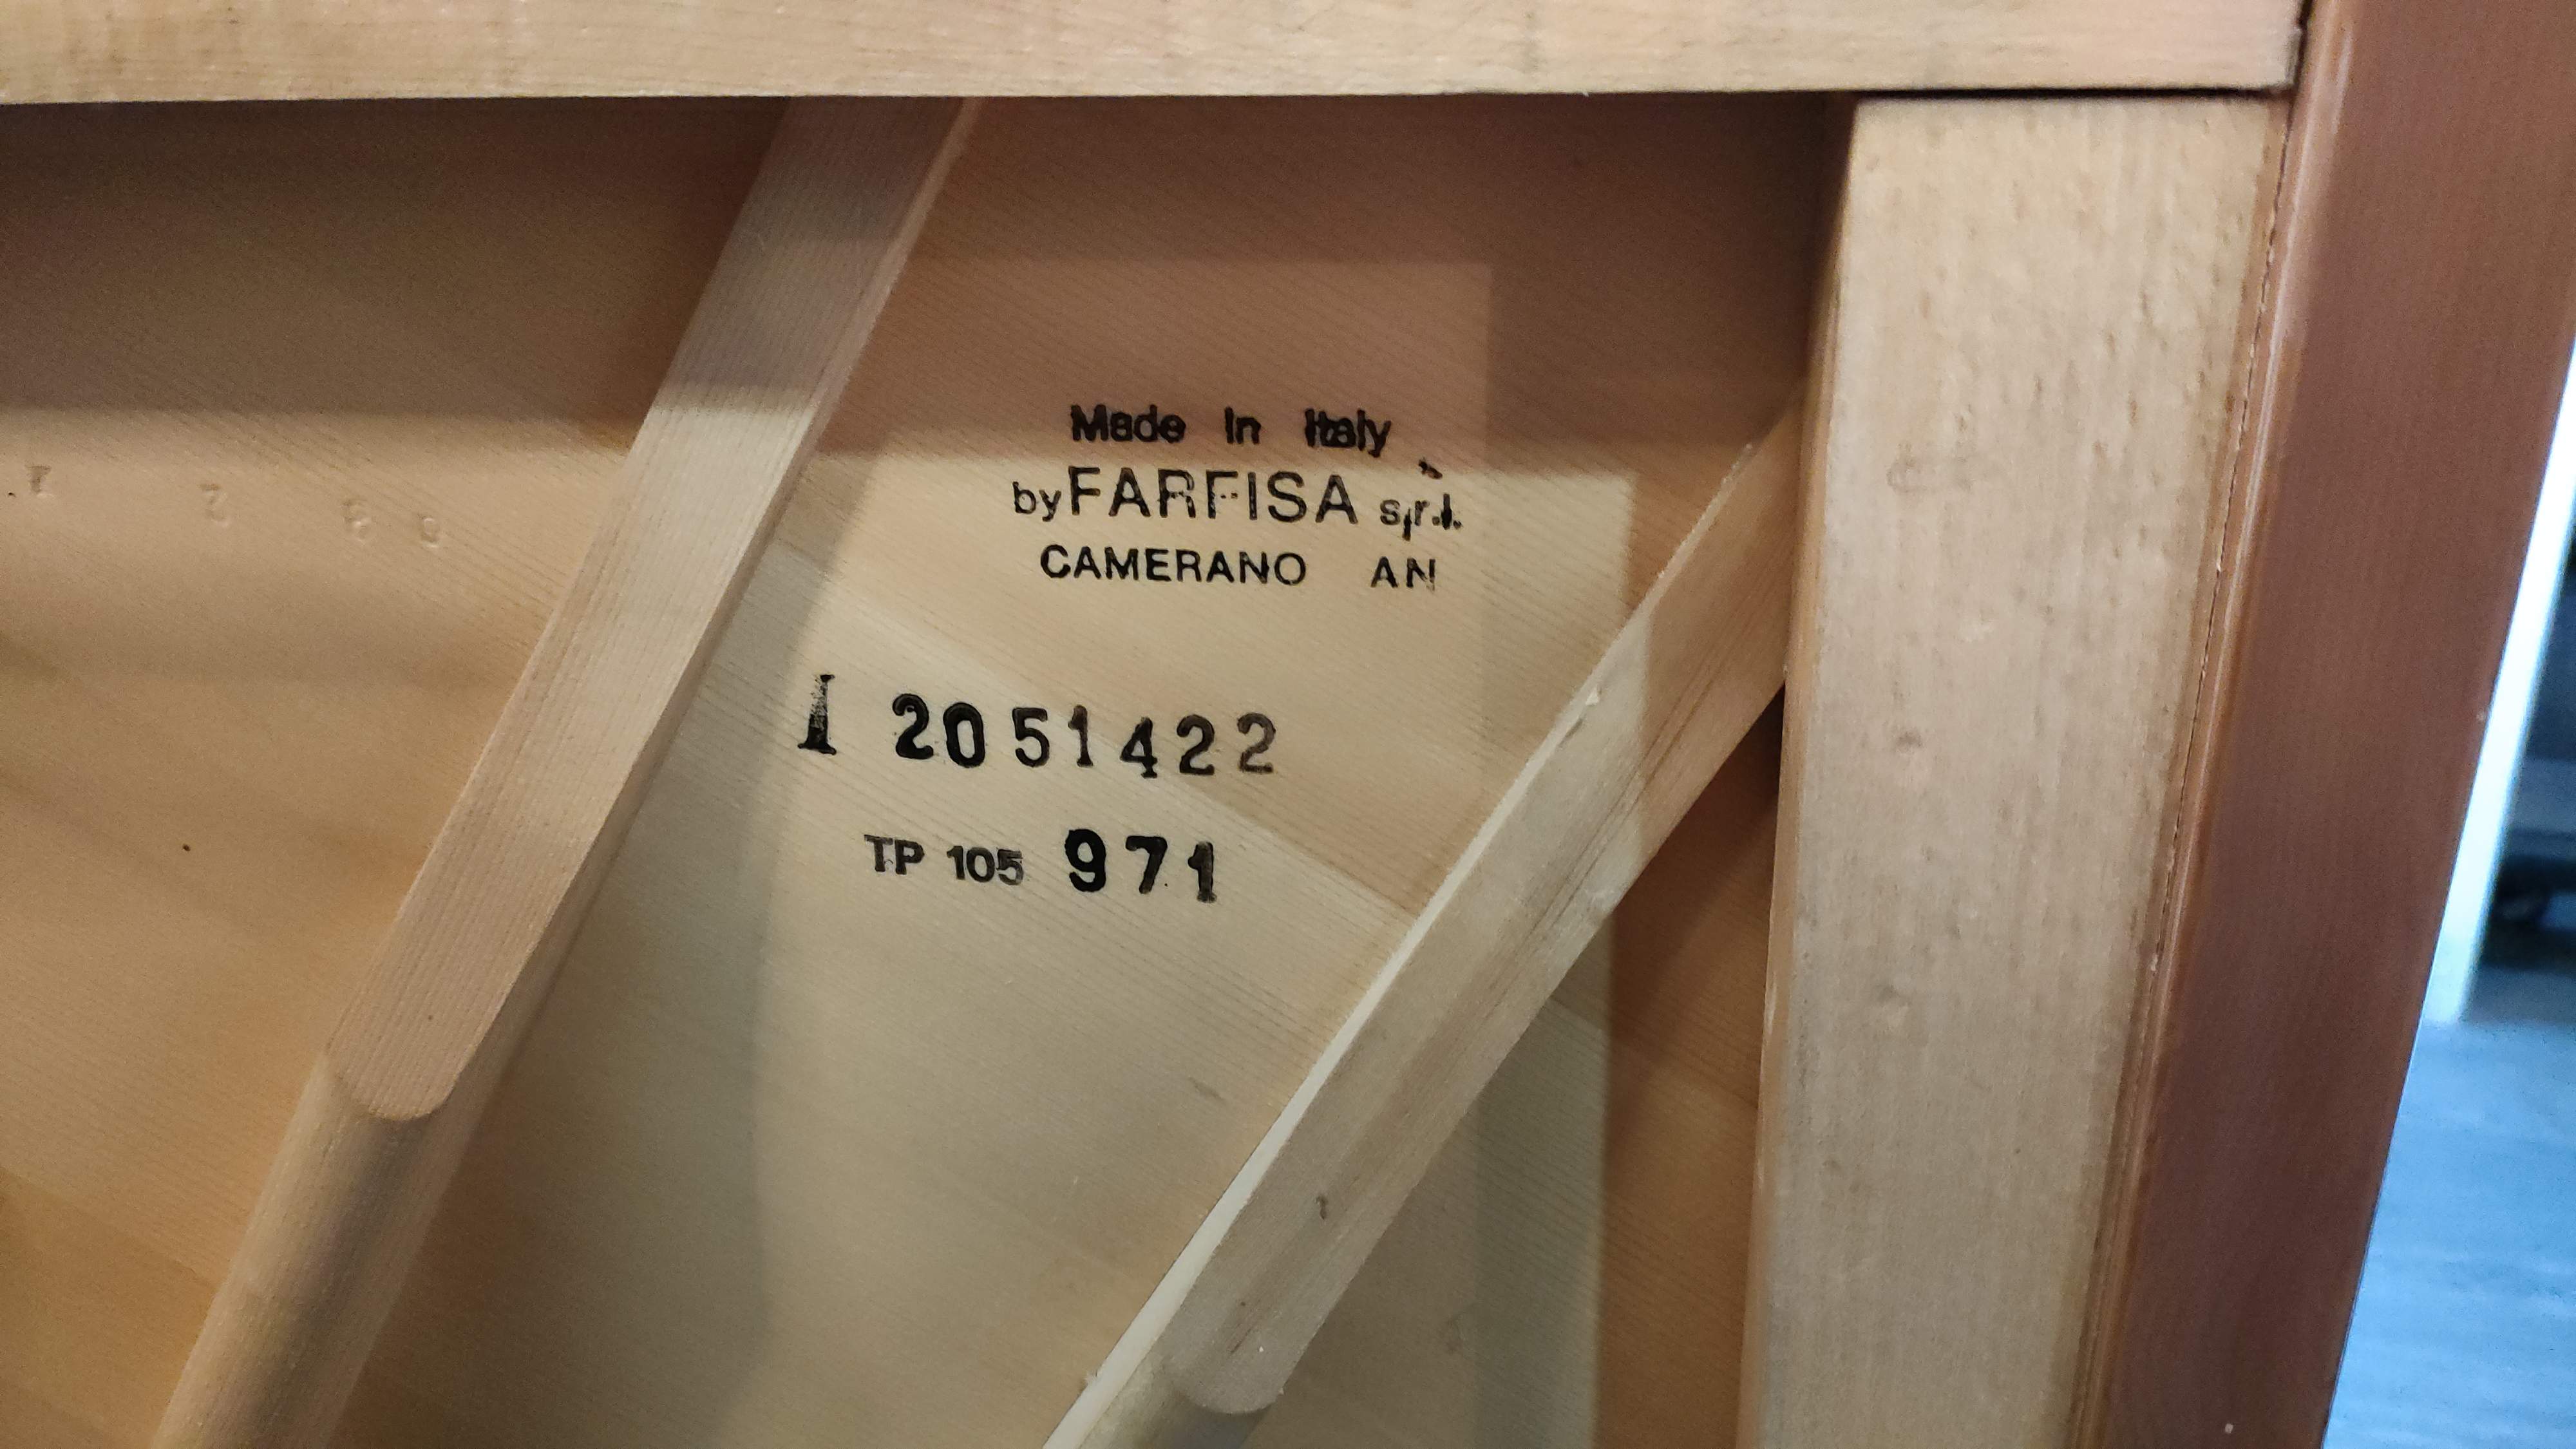 Made in Italy
by FARFISA s.r.l.
CAMERANO AN
I 2051422
TP 105 971